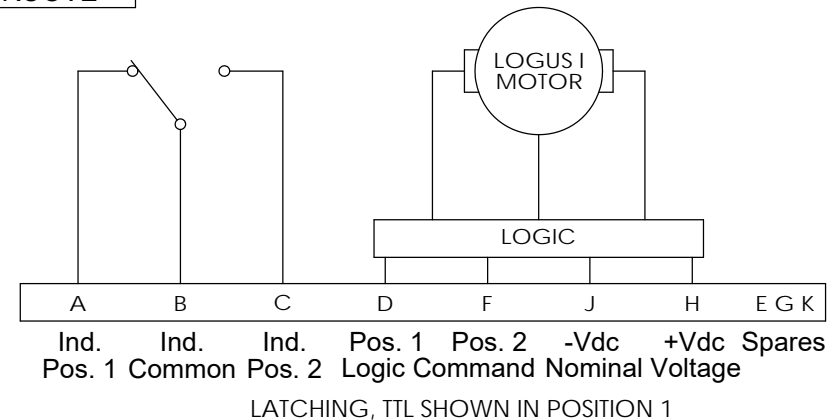 LOGUS I
MOTOR
LOGIC
A B C D F J H E G K
Ind. Ind. Ind. Pos. 1 Pos. 2 -Vdc +Vdc Spares
Pos. 1 Common Pos. 2 Logic Command Nominal Voltage
LATCHING, TTL SHOWN IN POSITION 1